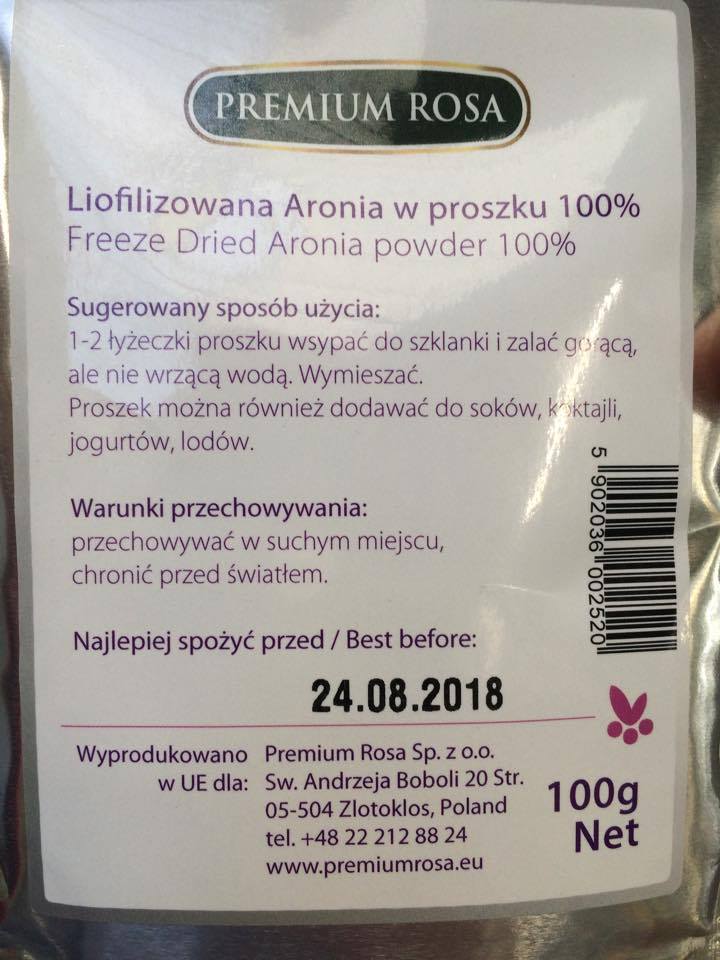 PREMIUM ROSA
Liofilizowana Aronia w proszku 100%
Freeze Dried Aronia powder 100%
Sugerowany sposób użycia:
1-2 łyżeczki proszku wsypać do szklanki i zalać gorącą,
ale nie wrzącą wodą. Wymieszać.
Proszek można również dodawać do soków, koktajli,
jogurtów, lodów.
Warunki przechowywania:
przechowywać w suchym miejscu,
chronić przed światłem.
5 902036 002520
Najlepiej spożyć przed / Best before:
24.08.2018
Wyprodukowano w UE dla:
Premium Rosa Sp. z o.o.
Sw. Andrzeja Boboli 20 Str.
05-504 Zlotoklos, Poland
tel. +48 22 212 88 24
www.premiumrosa.eu
100g
Net